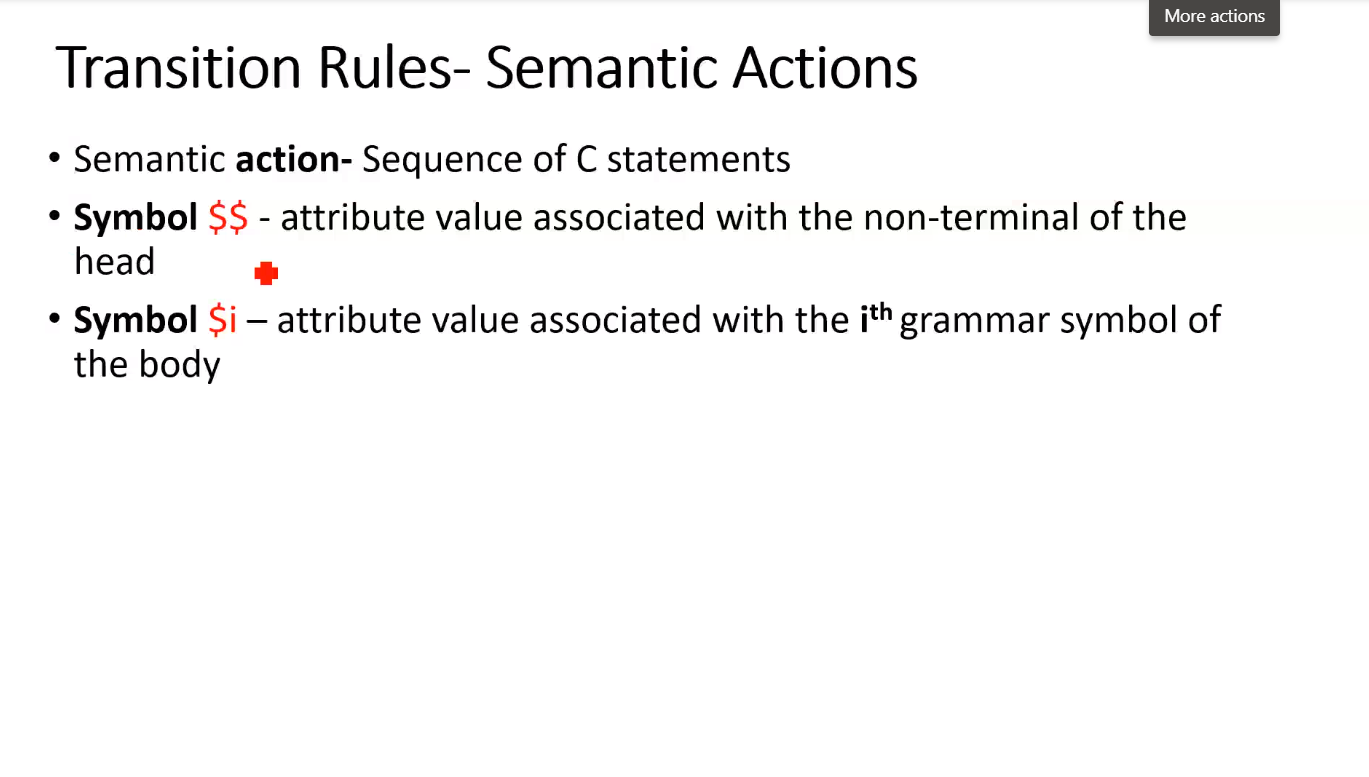 More actions
Transition Rules- Semantic Actions
• Semantic action- Sequence of C statements
• Symbol $$ - attribute value associated with the non-terminal of the
head
• Symbol $i – attribute value associated with the ith grammar symbol of
the body